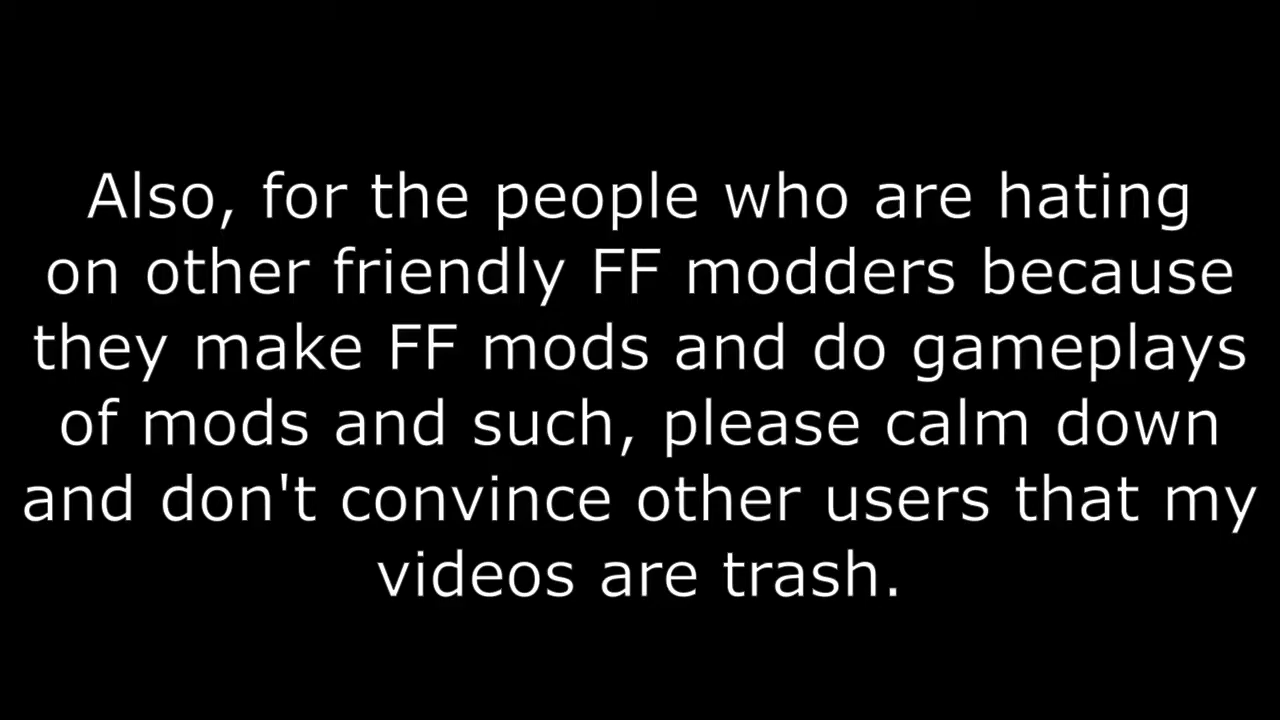 Also, for the people who are hating
on other friendly FF modders because
they make FF mods and do gameplays
of mods and such, please calm down
and don't convince other users that my
videos are trash.